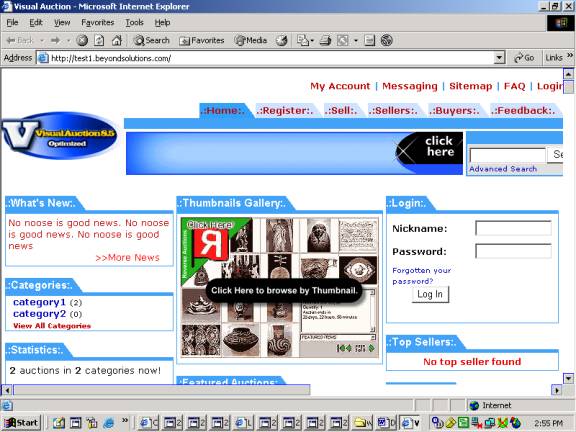 Visual Auction - Microsoft Internet Explorer
File Edit View Favorites Tools Help
Back Search Favorites Media
Address http://test1.beyondsolutions.com/ Go Links »
My Account | Messaging | Sitemap | FAQ | Login
.:Home:. .:Register:. .:Sell:. .:Sellers:. .:Buyers:. .:Feedback:.
VisualAuction8.5
Optimized
click
here
Se
Advanced Search
.:What's New:.
No noose is good news. No noose
is good news. No noose is good
news
>>More News
.:Categories:.
category1 (2)
category2 (0)
View All Categories
.:Statistics:.
2 auctions in 2 categories now!
.:Thumbnails Gallery:.
Click Here!
Reverse Auctions
Click Here to browse by Thumbnail.
FEATURED ITEMS
.:Featured Auctions:.
.:Login:.
Nickname:
Password:
Forgotten your
password?
Log In
.:Top Sellers:.
No top seller found
Internet
Start
2:55 PM